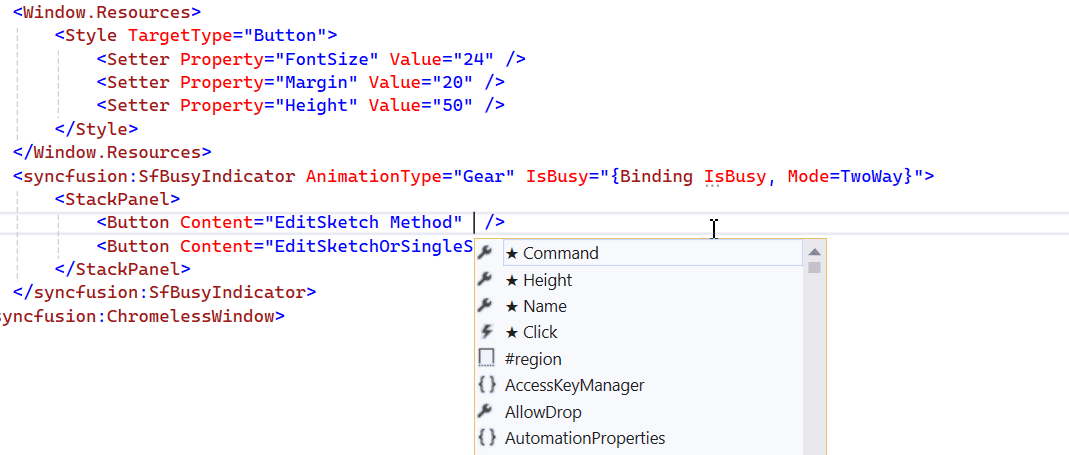 <Window.Resources>
<Style TargetType="Button">
<Setter Property="FontSize" Value="24" />
<Setter Property="Margin" Value="20" />
<Setter Property="Height" Value="50" />
</Style>
</Window.Resources>
<syncfusion:SfBusyIndicator AnimationType="Gear" IsBusy="{Binding IsBusy, Mode=TwoWay}">
<StackPanel>
<Button Content="EditSketch Method" />
<Button Content="EditSketchOrSingleS
</StackPanel>
</syncfusion:SfBusyIndicator>
yncfusion:ChromelessWindow>
★ Command
★ Height
★ Name
★ Click
#region
{} AccessKeyManager
AllowDrop
{} AutomationProperties